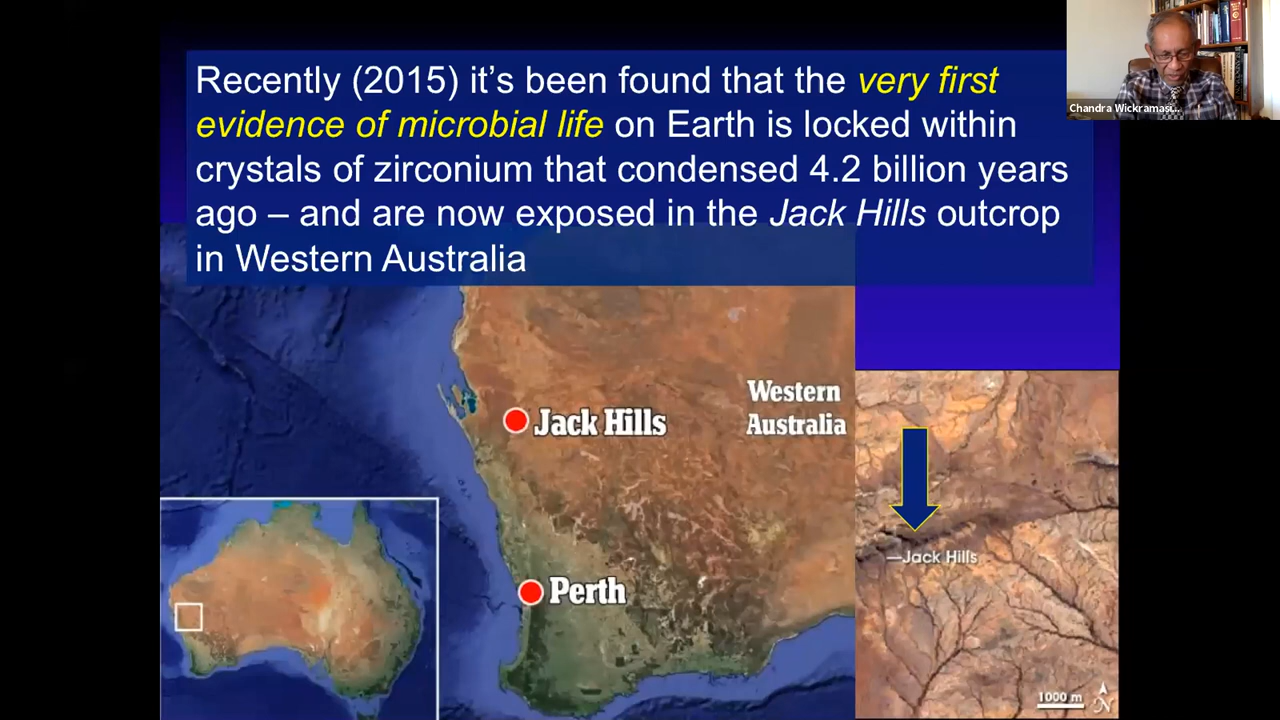 Recently (2015) it's been found that the very first
evidence of microbial life on Earth is locked within
crystals of zirconium that condensed 4.2 billion years
ago – and are now exposed in the Jack Hills outcrop
in Western Australia
Chandra Wickramasi...
Western
Australia
Jack Hills
Perth
—Jack Hills
1000 m
N